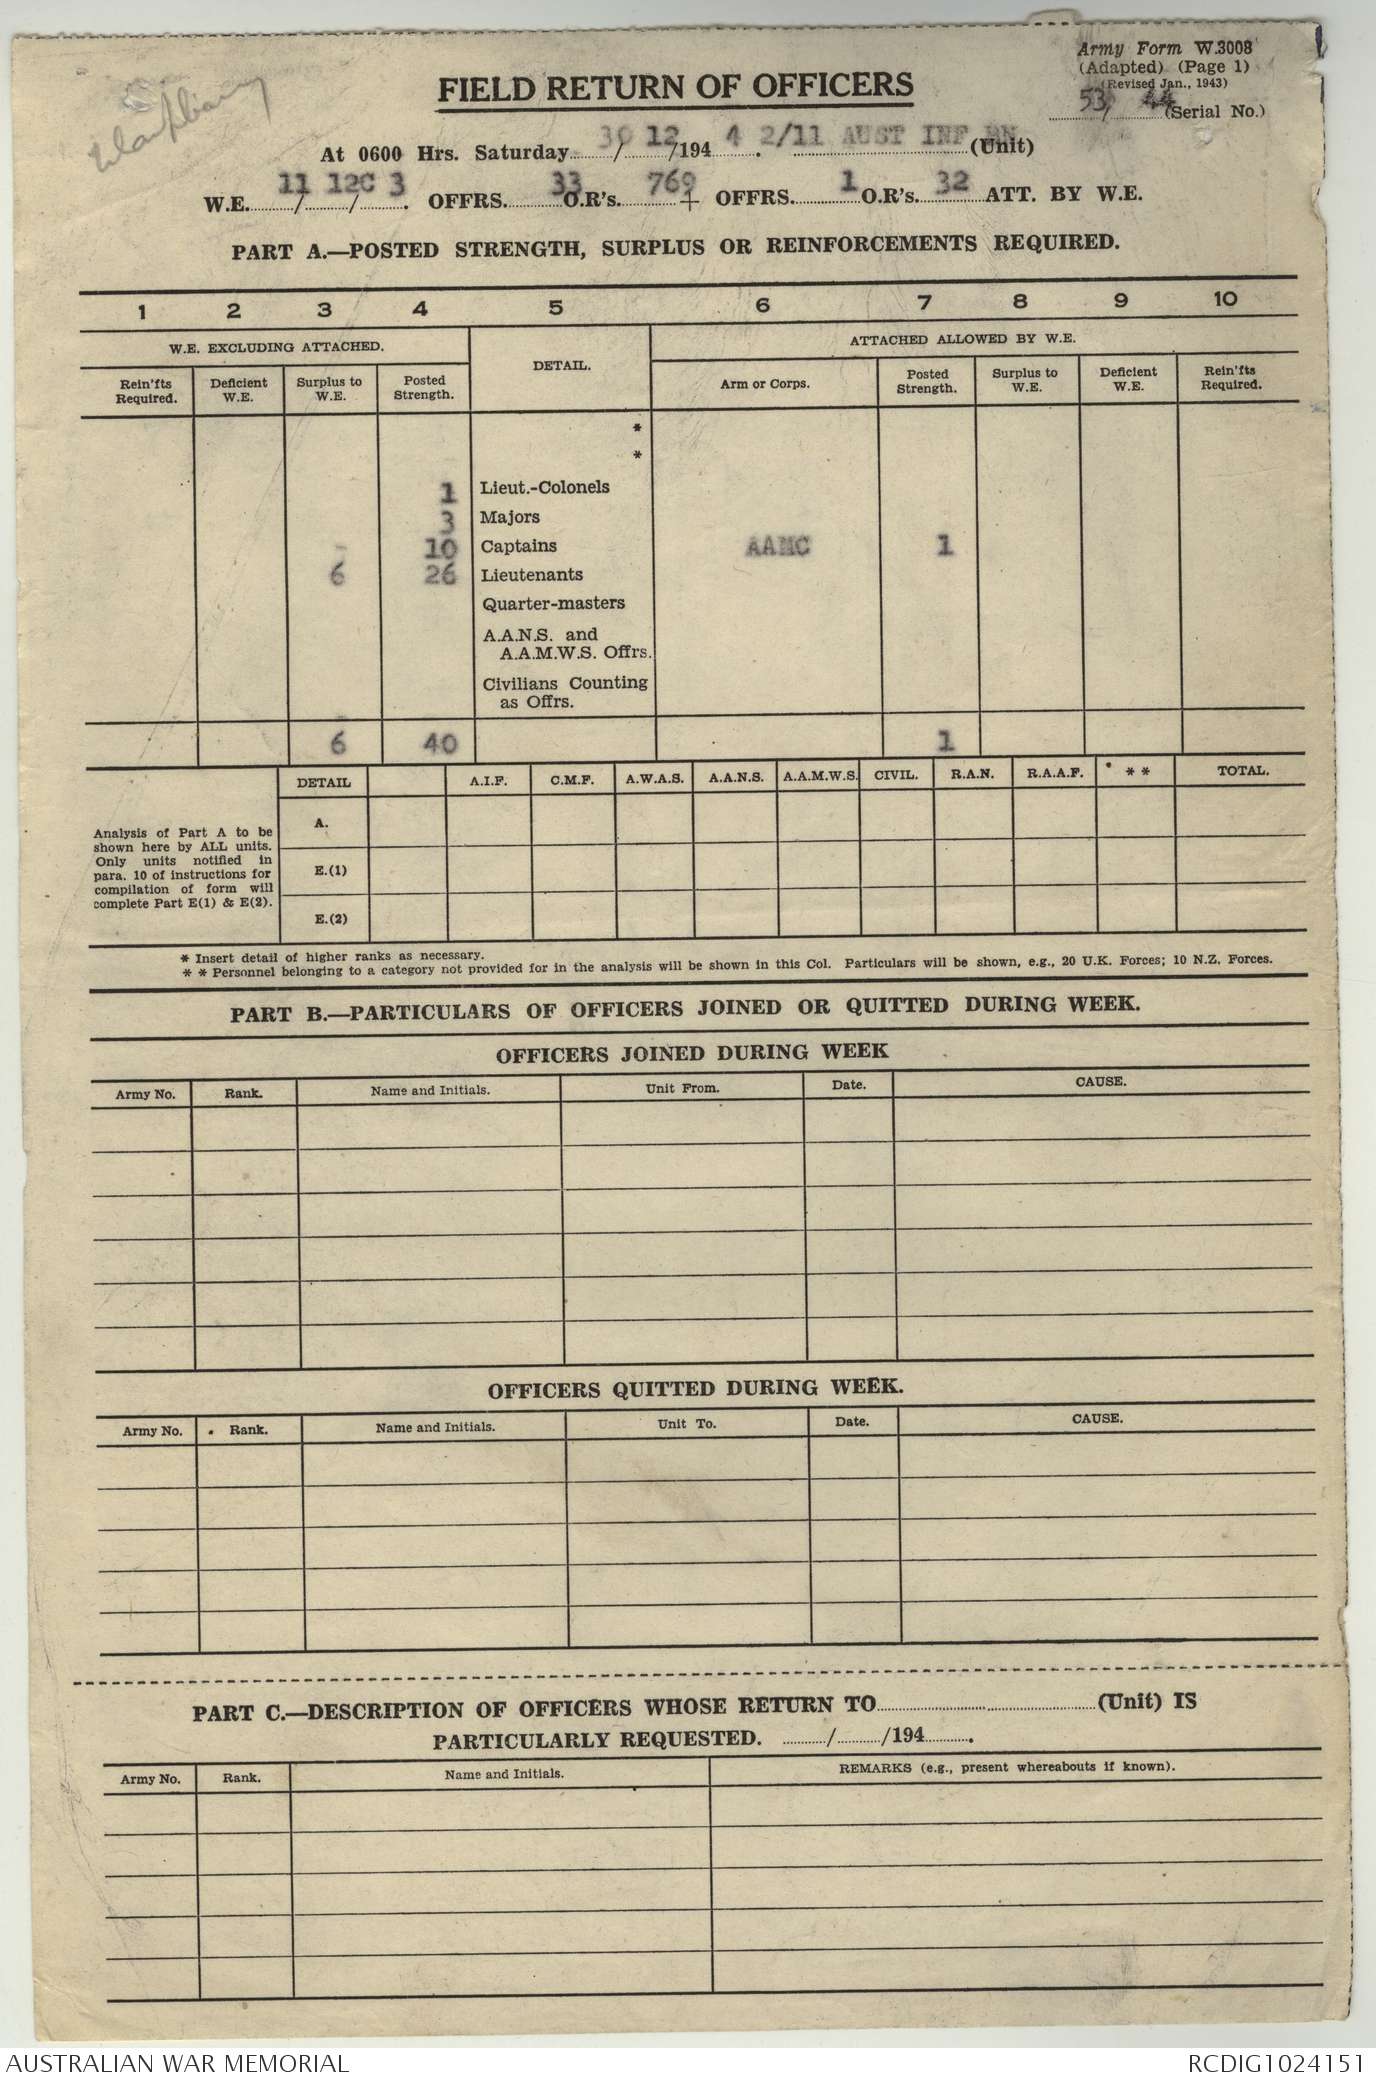 War Diary
Army Form W.3008
(Adapted) (Page 1)
(Revised Jan., 1943)
53/44 (Serial No.)
FIELD RETURN OF OFFICERS
At 0600 Hrs. Saturday 30/12/194 4. 2/11 AUST INF BN (Unit)
W.E. 11/12C/3. OFFRS. 33 O.R's. 769 + OFFRS. 1 O.R's. 32 ATT. BY W.E.
PART A.—POSTED STRENGTH, SURPLUS OR REINFORCEMENTS REQUIRED.
1 2 3 4 5 6 7 8 9 10
W.E. EXCLUDING ATTACHED. DETAIL. ATTACHED ALLOWED BY W.E.
Rein'fts Required. Deficient W.E. Surplus to W.E. Posted Strength. Arm or Corps. Posted Strength. Surplus to W.E. Deficient W.E. Rein'fts Required.
*
*
1 Lieut.-Colonels
3 Majors
- 10 Captains AAMC 1
6 26 Lieutenants
Quarter-masters
A.A.N.S. and
A.A.M.W.S. Offrs.
Civilians Counting
as Offrs.
6 40 1
DETAIL A.I.F. C.M.F. A.W.A.S. A.A.N.S. A.A.M.W.S. CIVIL. R.A.N. R.A.A.F. * * TOTAL.
Analysis of Part A to be
shown here by ALL units.
Only units notified in
para. 10 of instructions for
compilation of form will
complete Part E(1) & E(2).
A.
E.(1)
E.(2)
* Insert detail of higher ranks as necessary.
* * Personnel belonging to a category not provided for in the analysis will be shown in this Col. Particulars will be shown, e.g., 20 U.K. Forces; 10 N.Z. Forces.
PART B.—PARTICULARS OF OFFICERS JOINED OR QUITTED DURING WEEK.
OFFICERS JOINED DURING WEEK
Army No. Rank. Name and Initials. Unit From. Date. CAUSE.
OFFICERS QUITTED DURING WEEK.
Army No. Rank. Name and Initials. Unit To. Date. CAUSE.
PART C.—DESCRIPTION OF OFFICERS WHOSE RETURN TO (Unit) IS
PARTICULARLY REQUESTED. / /194 .
Army No. Rank. Name and Initials. REMARKS (e.g., present whereabouts if known).
AUSTRALIAN WAR MEMORIAL RCDIG1024151